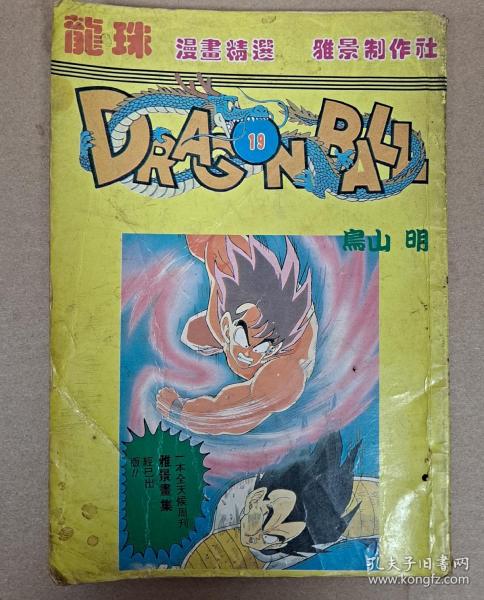 龍珠 漫畫精選 雅景制作社
DRAGON BALL
19
鳥山 明
一本全天候周刊
雅景畫集
經已出
版!!
孔夫子旧书网
www.kongfz.com